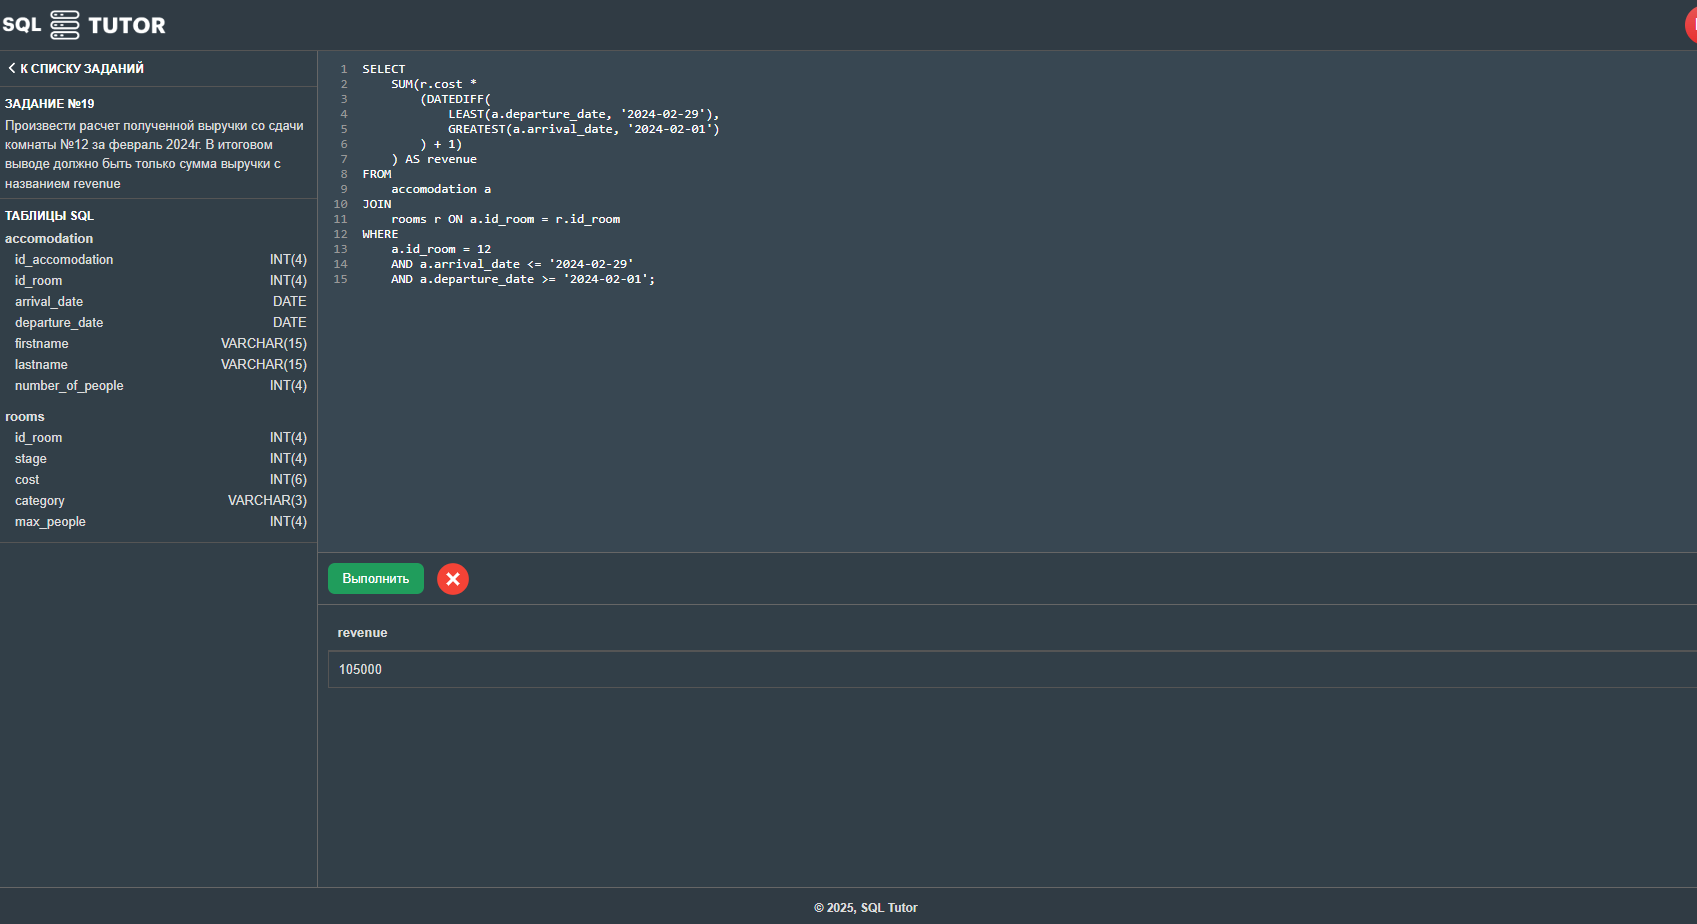 SQL TUTOR
К СПИСКУ ЗАДАНИЙ
ЗАДАНИЕ №19
Произвести расчет полученной выручки со сдачи
комнаты №12 за февраль 2024г. В итоговом
выводе должно быть только сумма выручки с
названием revenue
ТАБЛИЦЫ SQL
accomodation
id_accomodation INT(4)
id_room INT(4)
arrival_date DATE
departure_date DATE
firstname VARCHAR(15)
lastname VARCHAR(15)
number_of_people INT(4)
rooms
id_room INT(4)
stage INT(4)
cost INT(6)
category VARCHAR(3)
max_people INT(4)
1 SELECT
2 SUM(r.cost *
3 (DATEDIFF(
4 LEAST(a.departure_date, '2024-02-29'),
5 GREATEST(a.arrival_date, '2024-02-01')
6 ) + 1)
7 ) AS revenue
8 FROM
9 accomodation a
10 JOIN
11 rooms r ON a.id_room = r.id_room
12 WHERE
13 a.id_room = 12
14 AND a.arrival_date <= '2024-02-29'
15 AND a.departure_date >= '2024-02-01';
Выполнить
revenue
105000
© 2025, SQL Tutor